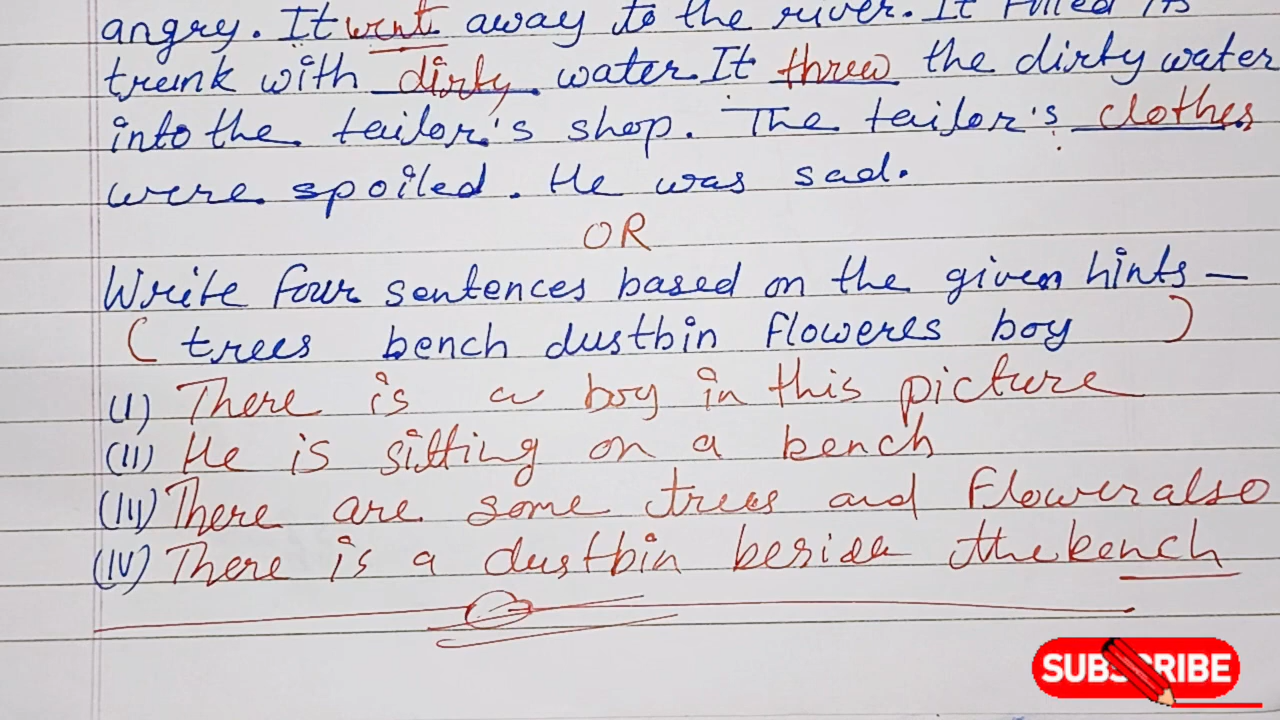 angry. It went away to the river. It filled its
trunk with dirty water. It threw the dirty water
into the tailor's shop. The tailor's clothes
were spoiled. He was sad.
OR
Write four sentences based on the given hints –
( trees bench dustbin flowers boy )
(I) There is a boy in this picture
(II) He is sitting on a bench
(III) There are some trees and flower also
(IV) There is a dustbin beside the bench
SUBSCRIBE